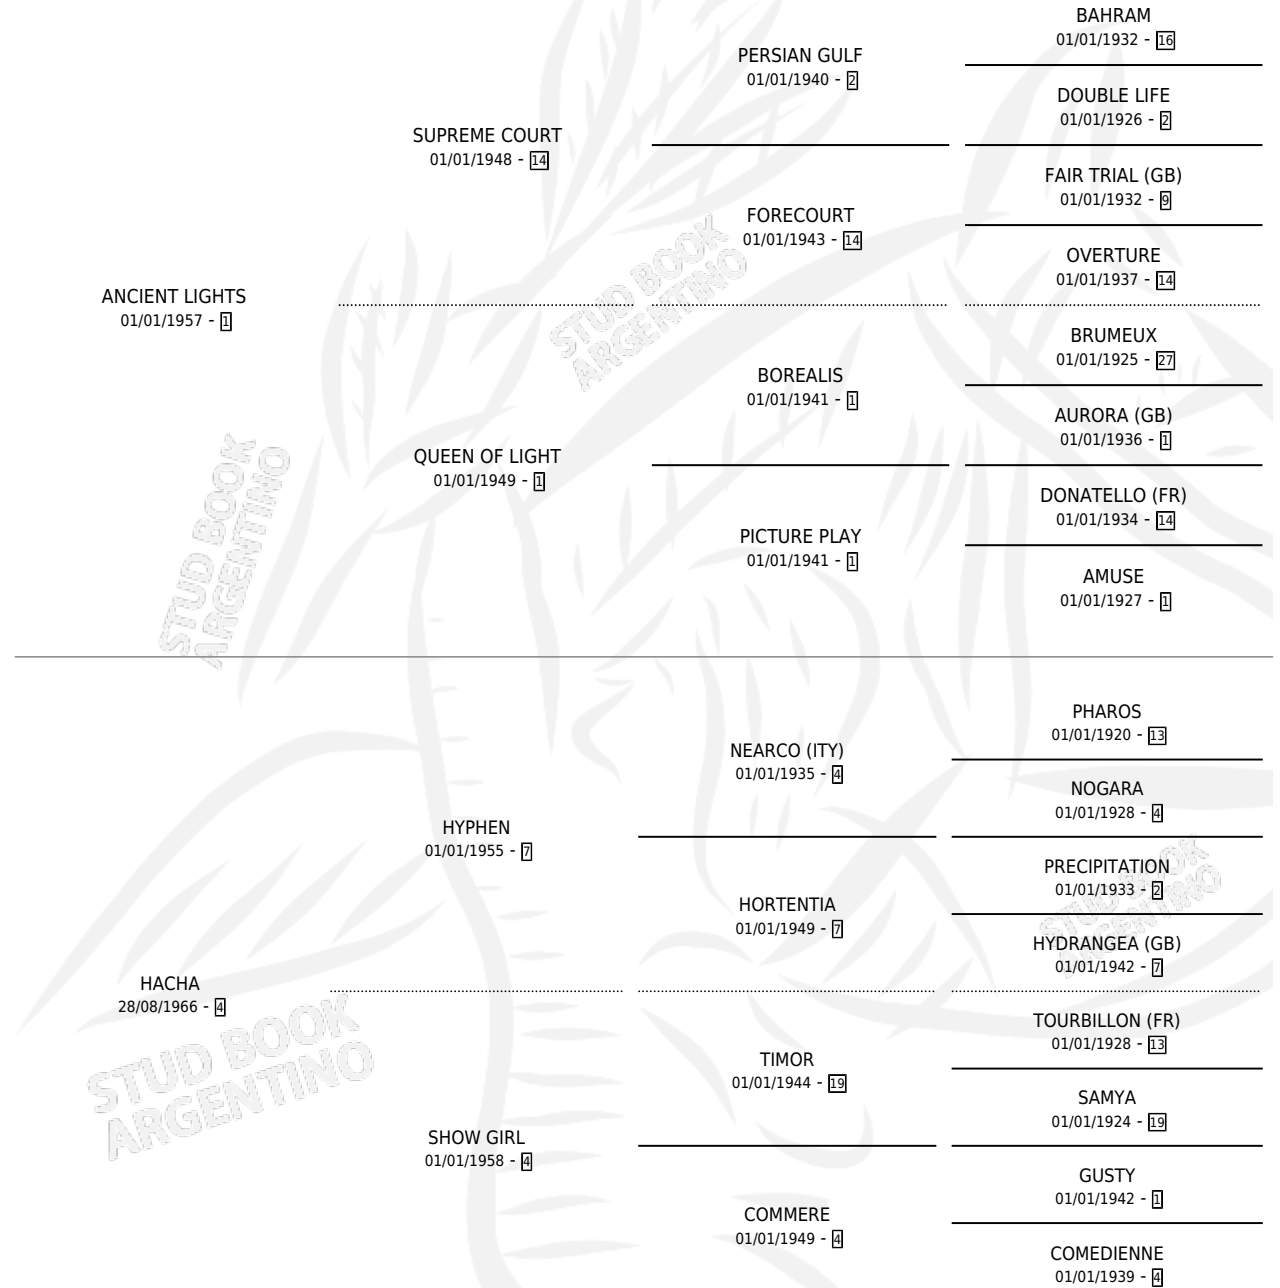 BAHRAM
01/01/1932 - 16
PERSIAN GULF
01/01/1940 - 2
DOUBLE LIFE
01/01/1926 - 2
SUPREME COURT
01/01/1948 - 14
FAIR TRIAL (GB)
01/01/1932 - 9
FORECOURT
01/01/1943 - 14
OVERTURE
01/01/1937 - 14
ANCIENT LIGHTS
01/01/1957 - 1
BRUMEUX
01/01/1925 - 27
BOREALIS
01/01/1941 - 1
AURORA (GB)
01/01/1936 - 1
QUEEN OF LIGHT
01/01/1949 - 1
DONATELLO (FR)
01/01/1934 - 14
PICTURE PLAY
01/01/1941 - 1
AMUSE
01/01/1927 - 1
PHAROS
01/01/1920 - 13
NEARCO (ITY)
01/01/1935 - 4
NOGARA
01/01/1928 - 4
HYPHEN
01/01/1955 - 7
PRECIPITATION
01/01/1933 - 2
HORTENTIA
01/01/1949 - 7
HYDRANGEA (GB)
01/01/1942 - 7
HACHA
28/08/1966 - 4
TOURBILLON (FR)
01/01/1928 - 13
TIMOR
01/01/1944 - 19
SAMYA
01/01/1924 - 19
SHOW GIRL
01/01/1958 - 4
GUSTY
01/01/1942 - 1
COMMERE
01/01/1949 - 4
COMEDIENNE
01/01/1939 - 4
STUD BOOK
ARGENTINO
STUD BOOK
ARGENTINO
STUD BOOK
ARGENTINO
STUD BOOK
ARGENTINO